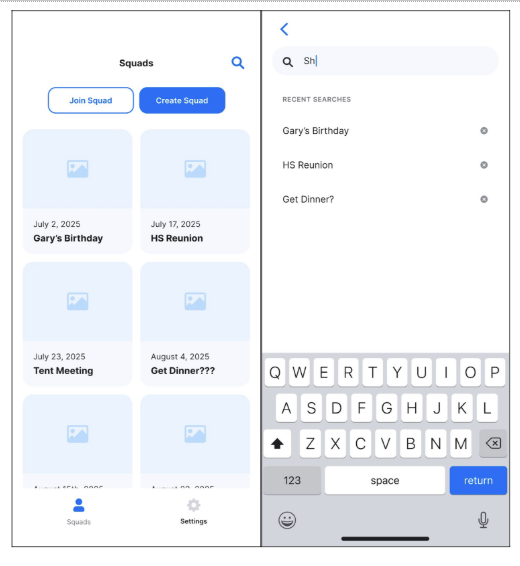 Squads
Join Squad
Create Squad
July 2, 2025
Gary's Birthday
July 17, 2025
HS Reunion
July 23, 2025
Tent Meeting
August 4, 2025
Get Dinner???
Squads
Settings
Sh
RECENT SEARCHES
Gary's Birthday
HS Reunion
Get Dinner?
Q W E R T Y U I O P
A S D F G H J K L
Z X C V B N M
123 space return